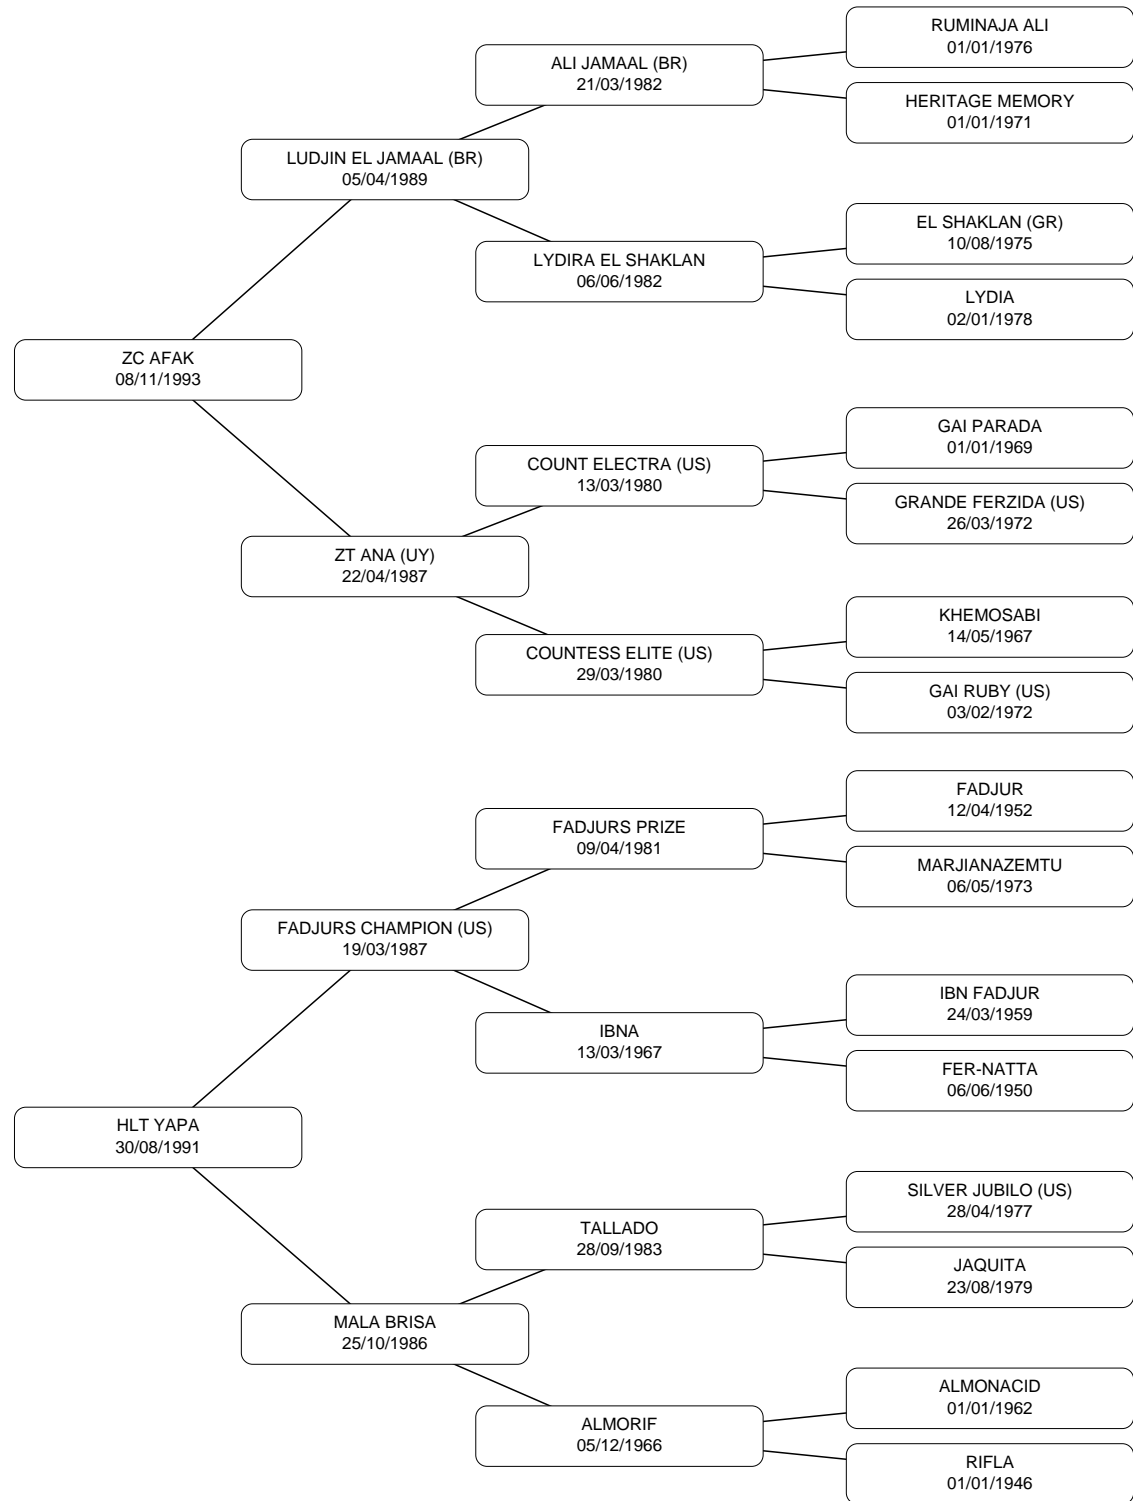 RUMINAJA ALI
01/01/1976
ALI JAMAAL (BR)
21/03/1982
HERITAGE MEMORY
01/01/1971
LUDJIN EL JAMAAL (BR)
05/04/1989
EL SHAKLAN (GR)
10/08/1975
LYDIRA EL SHAKLAN
06/06/1982
LYDIA
02/01/1978
ZC AFAK
08/11/1993
GAI PARADA
01/01/1969
COUNT ELECTRA (US)
13/03/1980
GRANDE FERZIDA (US)
26/03/1972
ZT ANA (UY)
22/04/1987
KHEMOSABI
14/05/1967
COUNTESS ELITE (US)
29/03/1980
GAI RUBY (US)
03/02/1972
FADJUR
12/04/1952
FADJURS PRIZE
09/04/1981
MARJIANAZEMTU
06/05/1973
FADJURS CHAMPION (US)
19/03/1987
IBN FADJUR
24/03/1959
IBNA
13/03/1967
FER-NATTA
06/06/1950
HLT YAPA
30/08/1991
SILVER JUBILO (US)
28/04/1977
TALLADO
28/09/1983
JAQUITA
23/08/1979
MALA BRISA
25/10/1986
ALMONACID
01/01/1962
ALMORIF
05/12/1966
RIFLA
01/01/1946